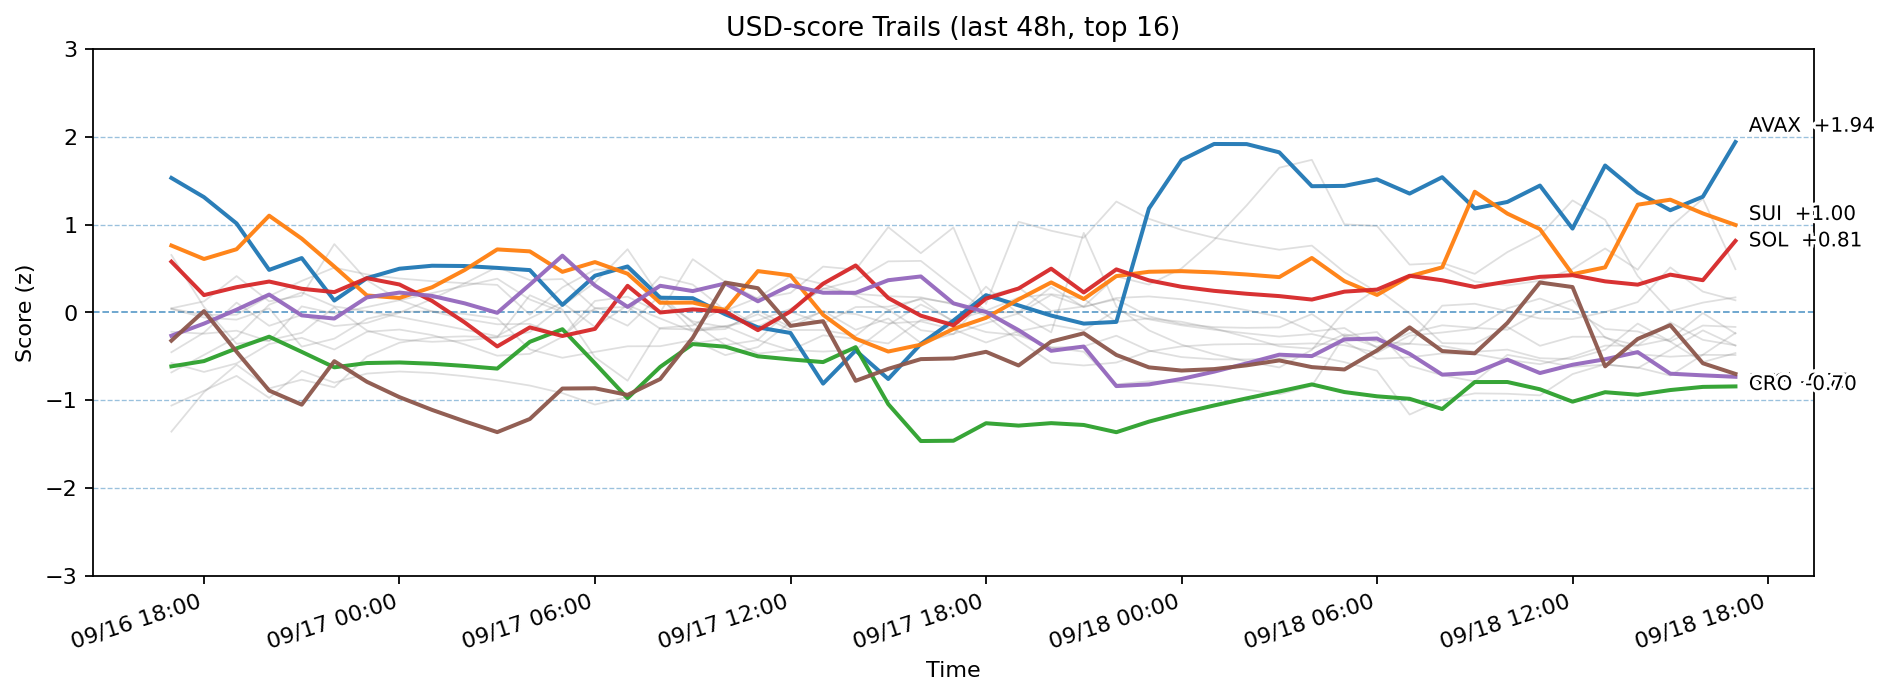 USD-score Trails (last 48h, top 16)
3
2
1
0
−1
−2
−3
Score (z)
AVAX +1.94
SUI +1.00
SOL +0.81
CRO -0.70
09/16 18:00
09/17 00:00
09/17 06:00
09/17 12:00
09/17 18:00
09/18 00:00
09/18 06:00
09/18 12:00
09/18 18:00
Time